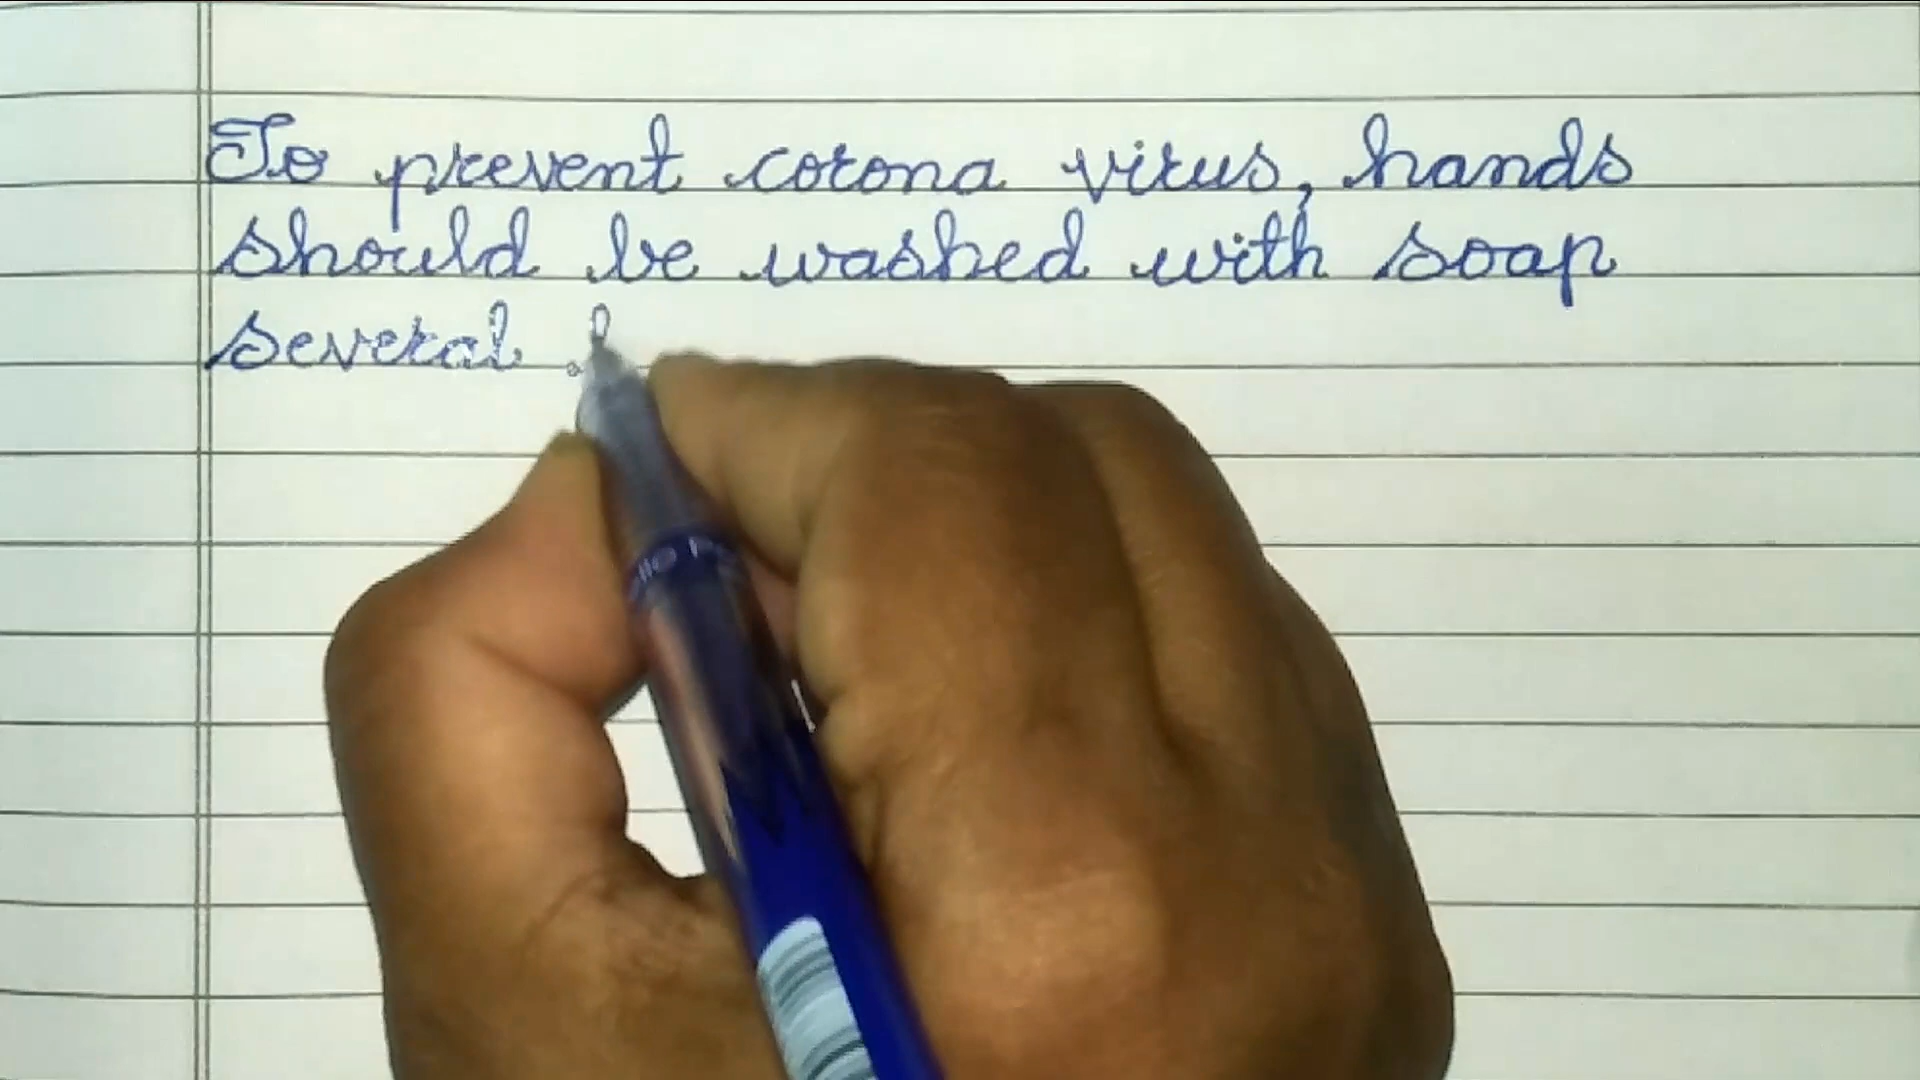 To prevent corona virus, hands
should be washed with soap
several